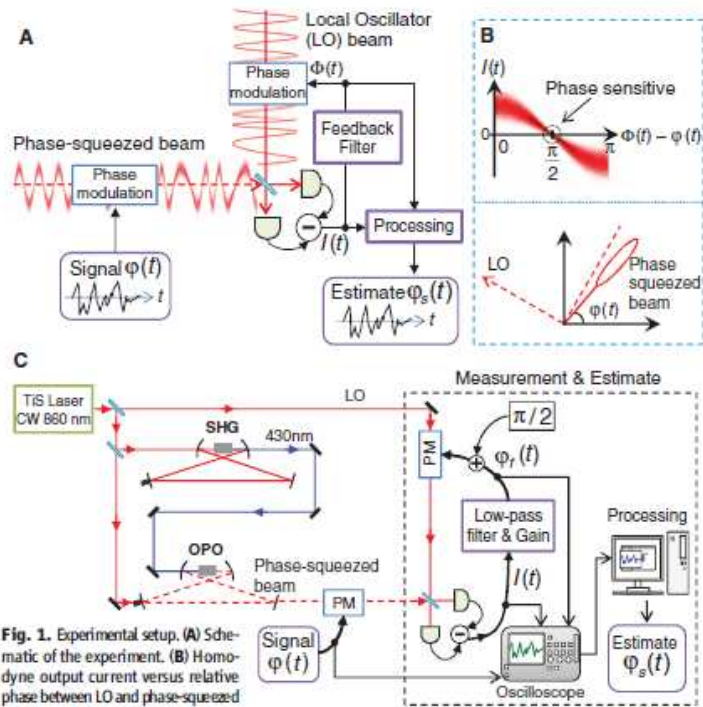 A
Local Oscillator
(LO) beam
Phase
modulation
Φ(t)
Phase-squeezed beam
Phase
modulation
Feedback
Filter
−
I(t)
Processing
Signal φ(t)
t
Estimate φs(t)
t
B
I(t)
Phase sensitive
0
0
π/2
π
Φ(t) − φ(t)
LO
φ(t)
Phase
squeezed
beam
C
TiS Laser
CW 860 nm
LO
SHG
430nm
OPO
Phase-squeezed
beam
PM
Signal
φ(t)
Measurement & Estimate
π/2
PM
+
φf(t)
Low-pass
filter & Gain
I(t)
−
Oscilloscope
Processing
Estimate
φs(t)
Fig. 1. Experimental setup. (A) Sche-
matic of the experiment. (B) Homo-
dyne output current versus relative
phase between LO and phase-squeezed